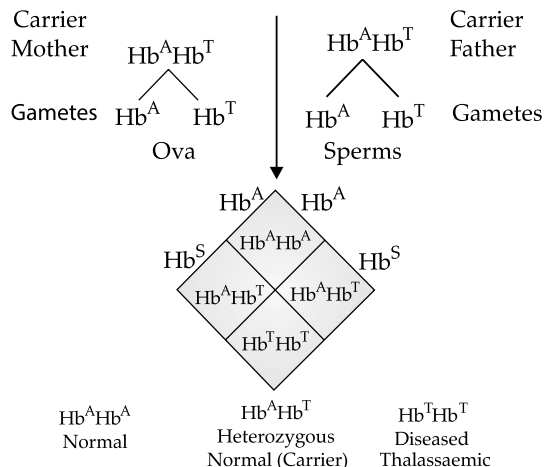 Carrier
Mother
Hb^A Hb^T
Hb^A Hb^T
Carrier
Father
Gametes
Hb^A
Hb^T
Hb^A
Hb^T
Gametes
Ova
Sperms
Hb^A
Hb^A
Hb^A Hb^A
Hb^S
Hb^S
Hb^A Hb^T
Hb^A Hb^T
Hb^T Hb^T
Hb^A Hb^A
Normal
Hb^A Hb^T
Heterozygous
Normal (Carrier)
Hb^T Hb^T
Diseased
Thalassaemic